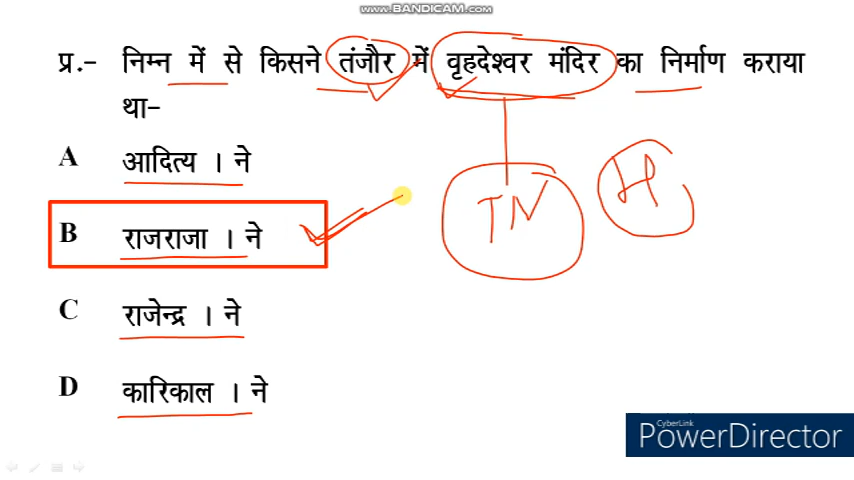 www.BANDICAM.com
प्र.- निम्न में से किसने तंजौर में वृहदेश्वर मंदिर का निर्माण कराया
था-
A आदित्य । ने
B राजराजा । ने
C राजेन्द्र । ने
D कारिकाल । ने
TN
CyberLink
PowerDirector